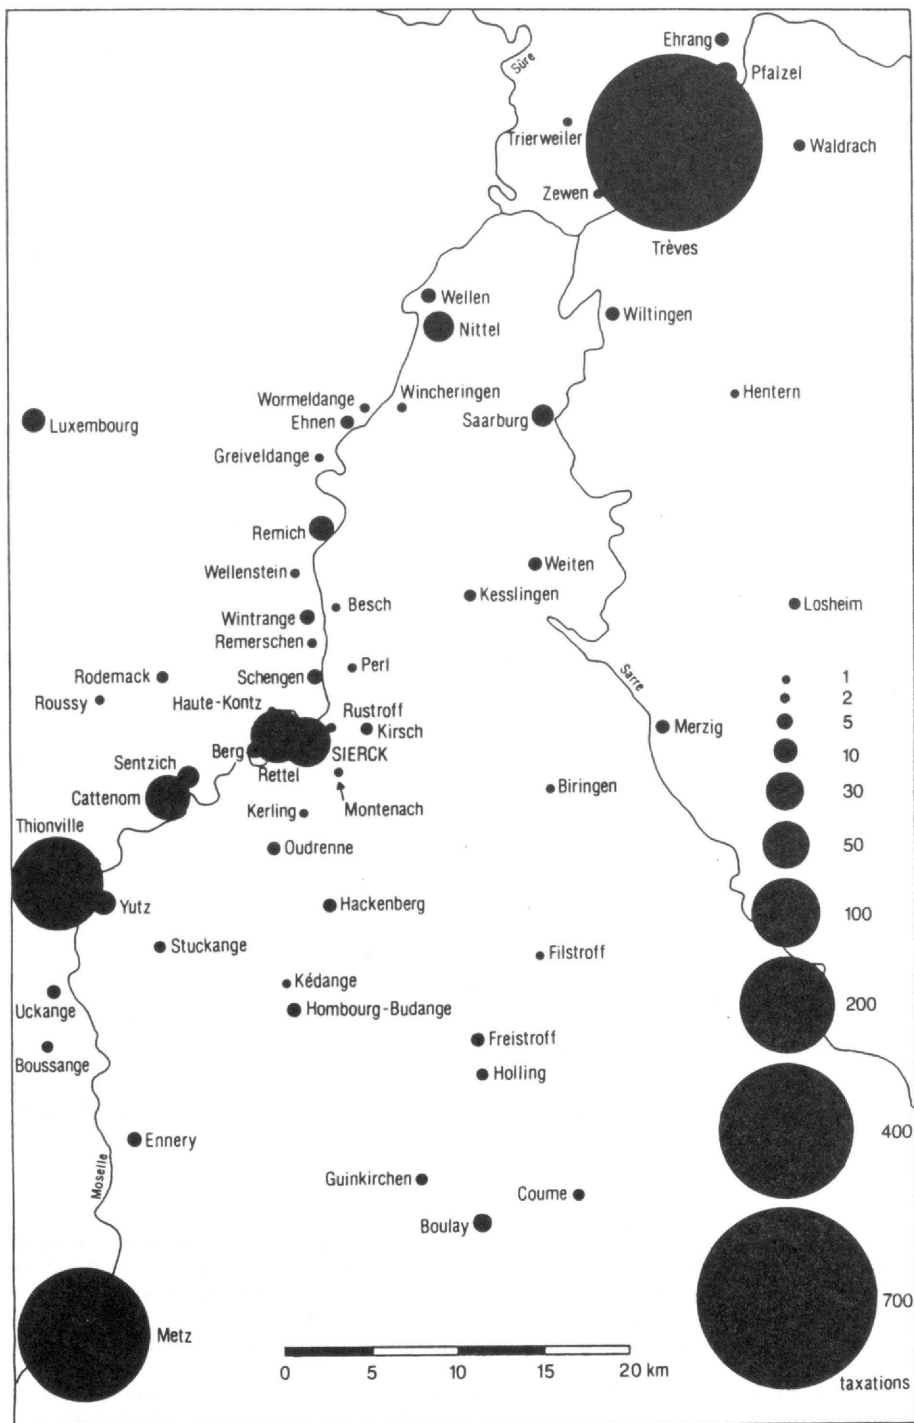 Ehrang
Pfalzel
Sûre
Trierweiler
Waldrach
Zewen
Trèves
Wellen
Wiltingen
Nittel
Hentern
Wormeldange
Wincheringen
Luxembourg
Ehnen
Saarburg
Greiveldange
Remich
Weiten
Wellenstein
Kesslingen
Besch
Losheim
Wintrange
Remerschen
Perl
Rodemack
Schengen
Sarre
1
Roussy
Haute-Kontz
2
Rustroff
5
Kirsch
Merzig
Berg
SIERCK
10
Sentzich
Rettel
Cattenom
Biringen
30
Kerling
Montenach
Thionville
Oudrenne
50
Yutz
Hackenberg
100
Stuckange
Filstroff
Kédange
Uckange
Hombourg-Budange
200
Freistroff
Boussange
Holling
Ennery
400
Moselle
Guinkirchen
Coume
Boulay
700
Metz
0 5 10 15 20 km
taxations